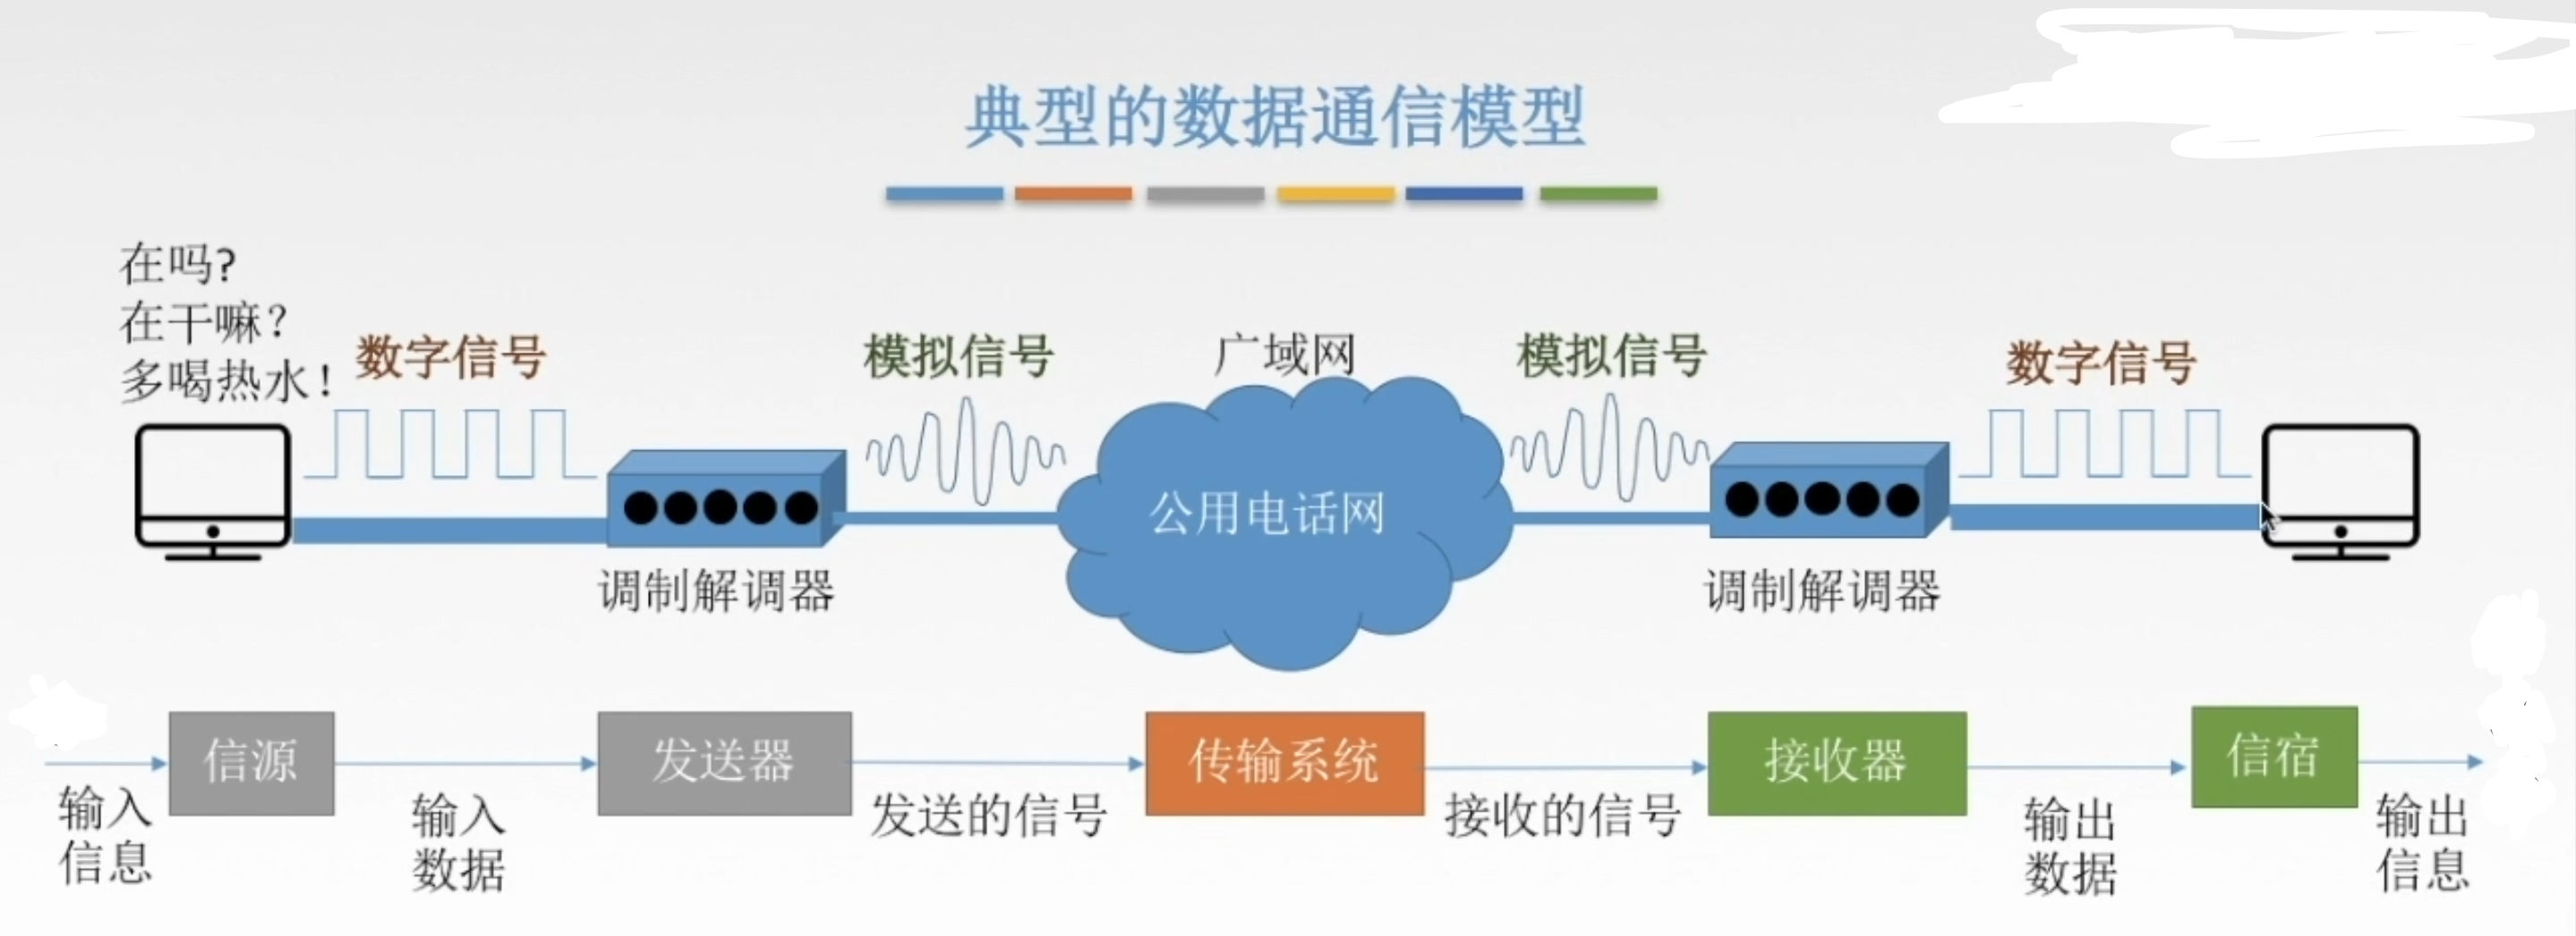 典型的数据通信模型
在吗?
在干嘛？
多喝热水！
数字信号
模拟信号
广域网
模拟信号
数字信号
公用电话网
调制解调器
调制解调器
信源
发送器
传输系统
接收器
信宿
输入
信息
输入
数据
发送的信号
接收的信号
输出
数据
输出
信息